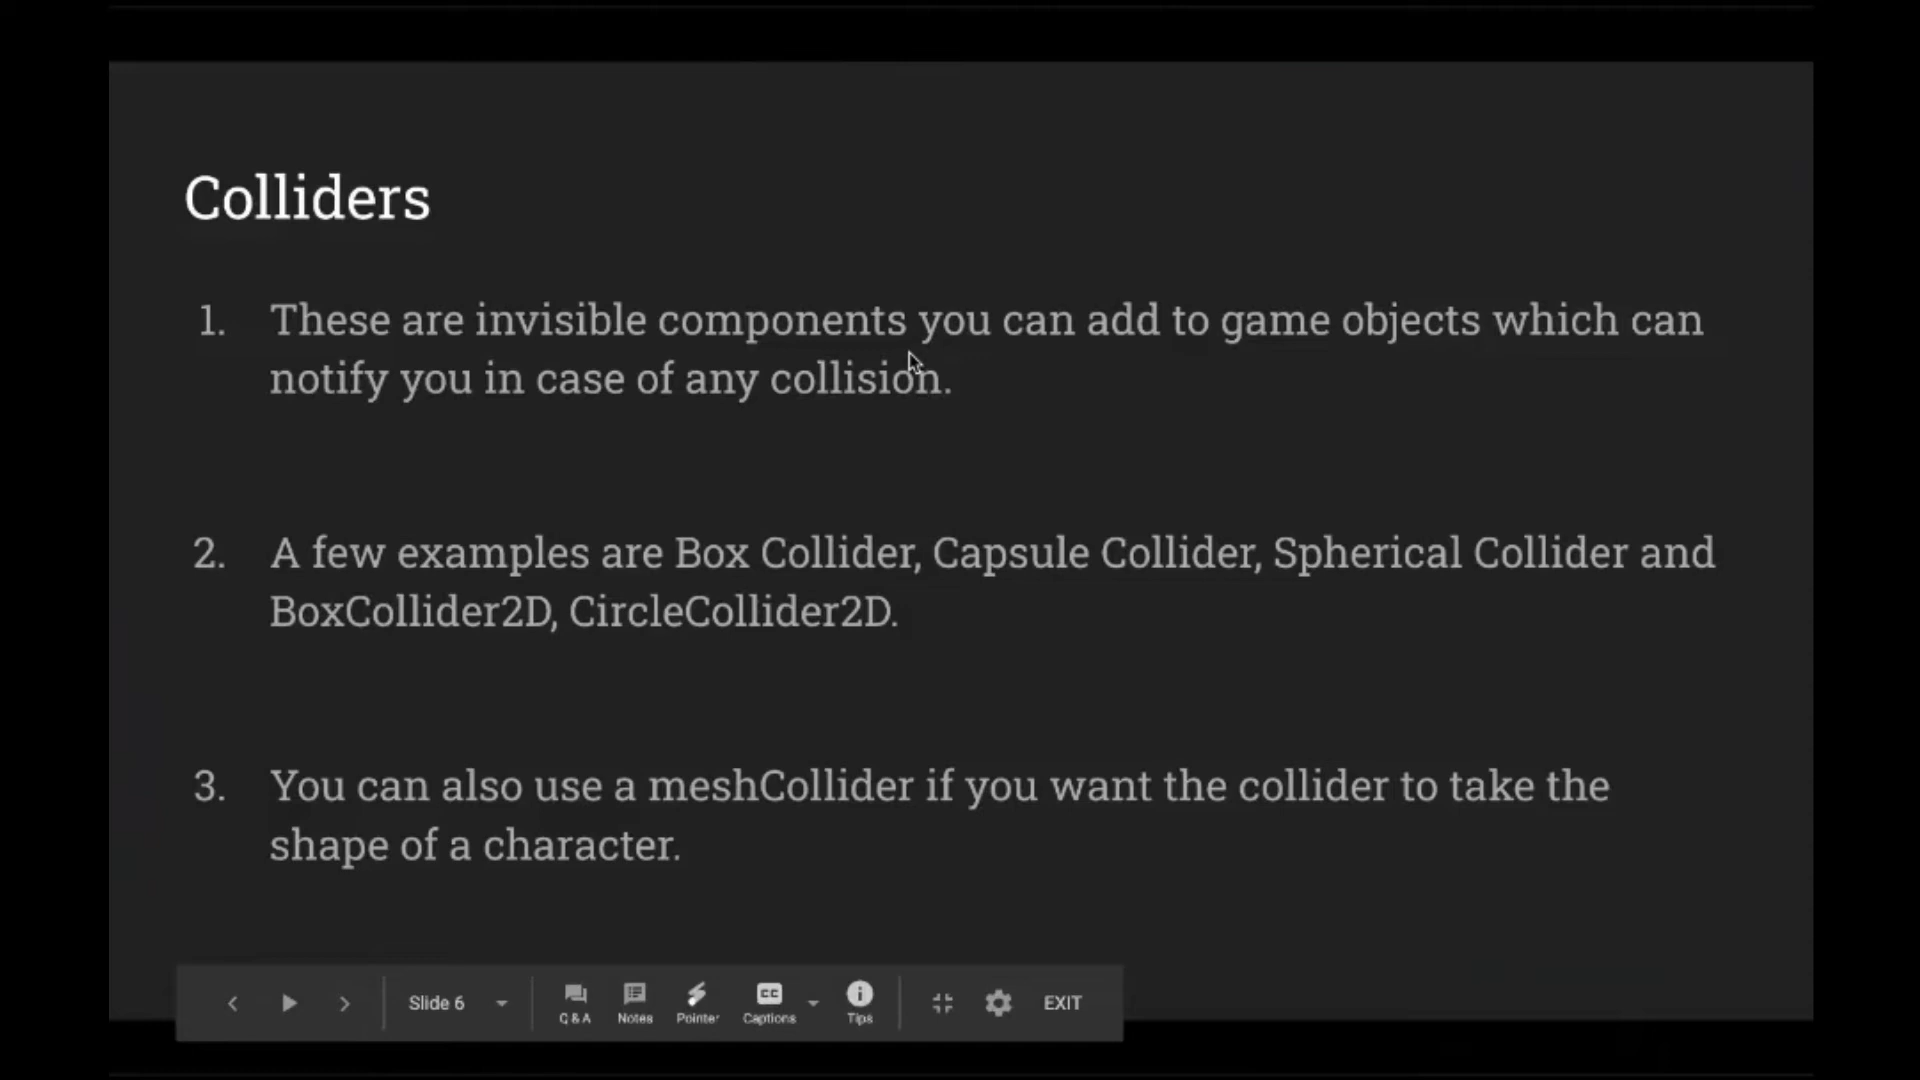 Colliders
1. These are invisible components you can add to game objects which can
notify you in case of any collision.
2. A few examples are Box Collider, Capsule Collider, Spherical Collider and
BoxCollider2D, CircleCollider2D.
3. You can also use a meshCollider if you want the collider to take the
shape of a character.
Slide 6 Q & A Notes Pointer CC Captions Tips EXIT